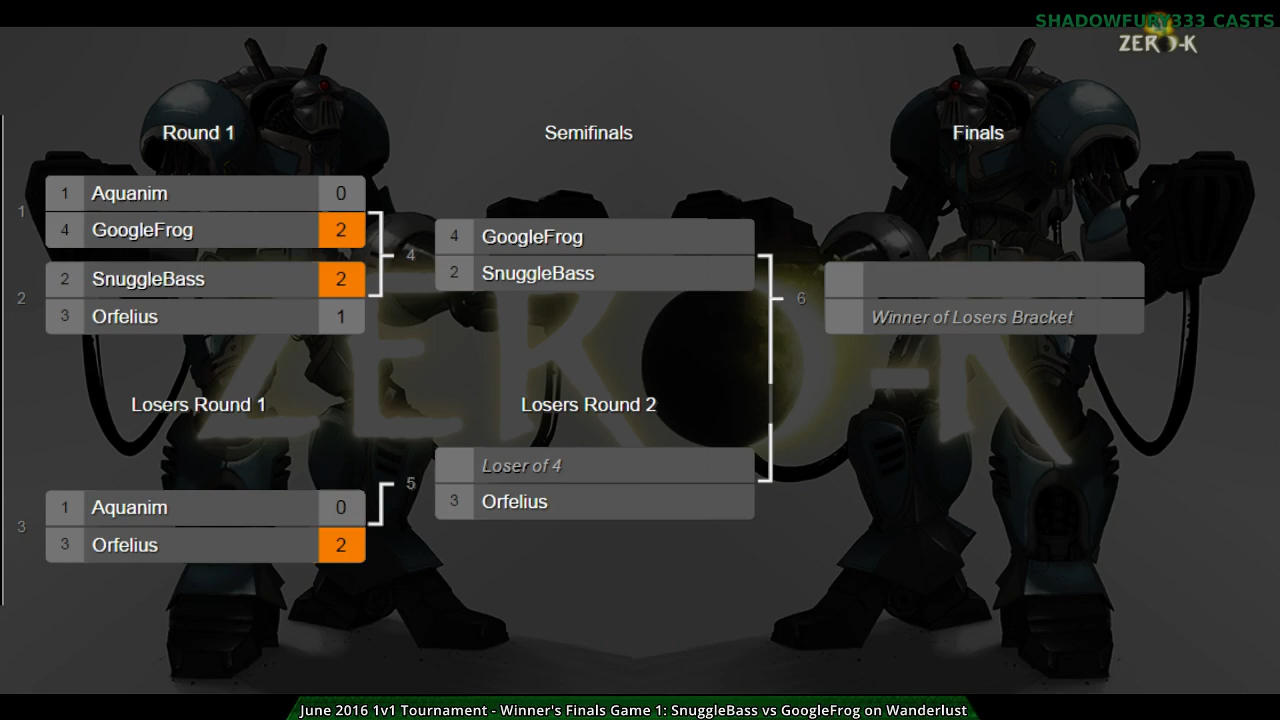 SHADOWFURY333 CASTS
ZERO-K
Round 1
Semifinals
Finals
1
1 Aquanim 0
4 GoogleFrog 2
2
2 SnuggleBass 2
3 Orfelius 1
4
4 GoogleFrog
2 SnuggleBass
6
Winner of Losers Bracket
ZERO-K
Losers Round 1
Losers Round 2
3
1 Aquanim 0
3 Orfelius 2
5
Loser of 4
3 Orfelius
June 2016 1v1 Tournament - Winner's Finals Game 1: SnuggleBass vs GoogleFrog on Wanderlust